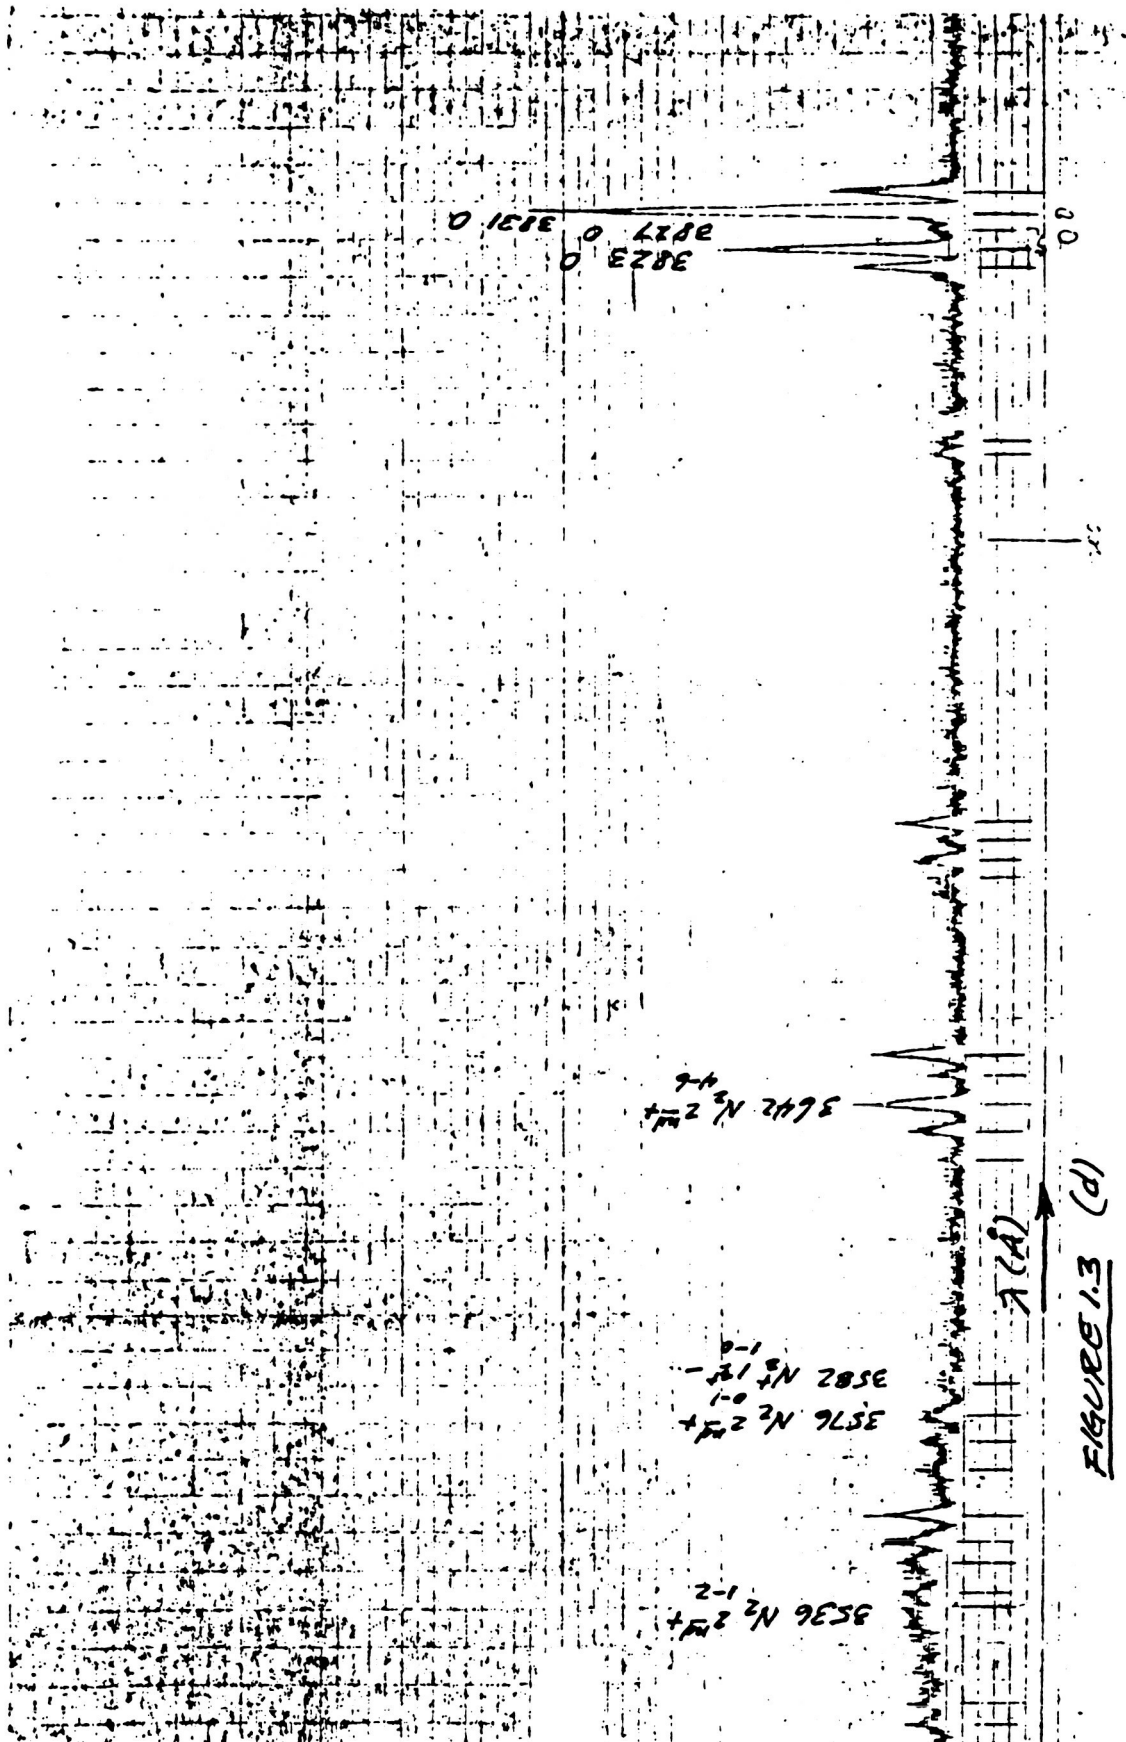 3831 O
3827 O
3823 O
3642 N2 2nd+
4-6
3582 N2+ 1st-
1-0
3576 N2 2nd+
0-1
3536 N2 2nd+
1-2
λ(Å)
FIGURE 1.3 (d)